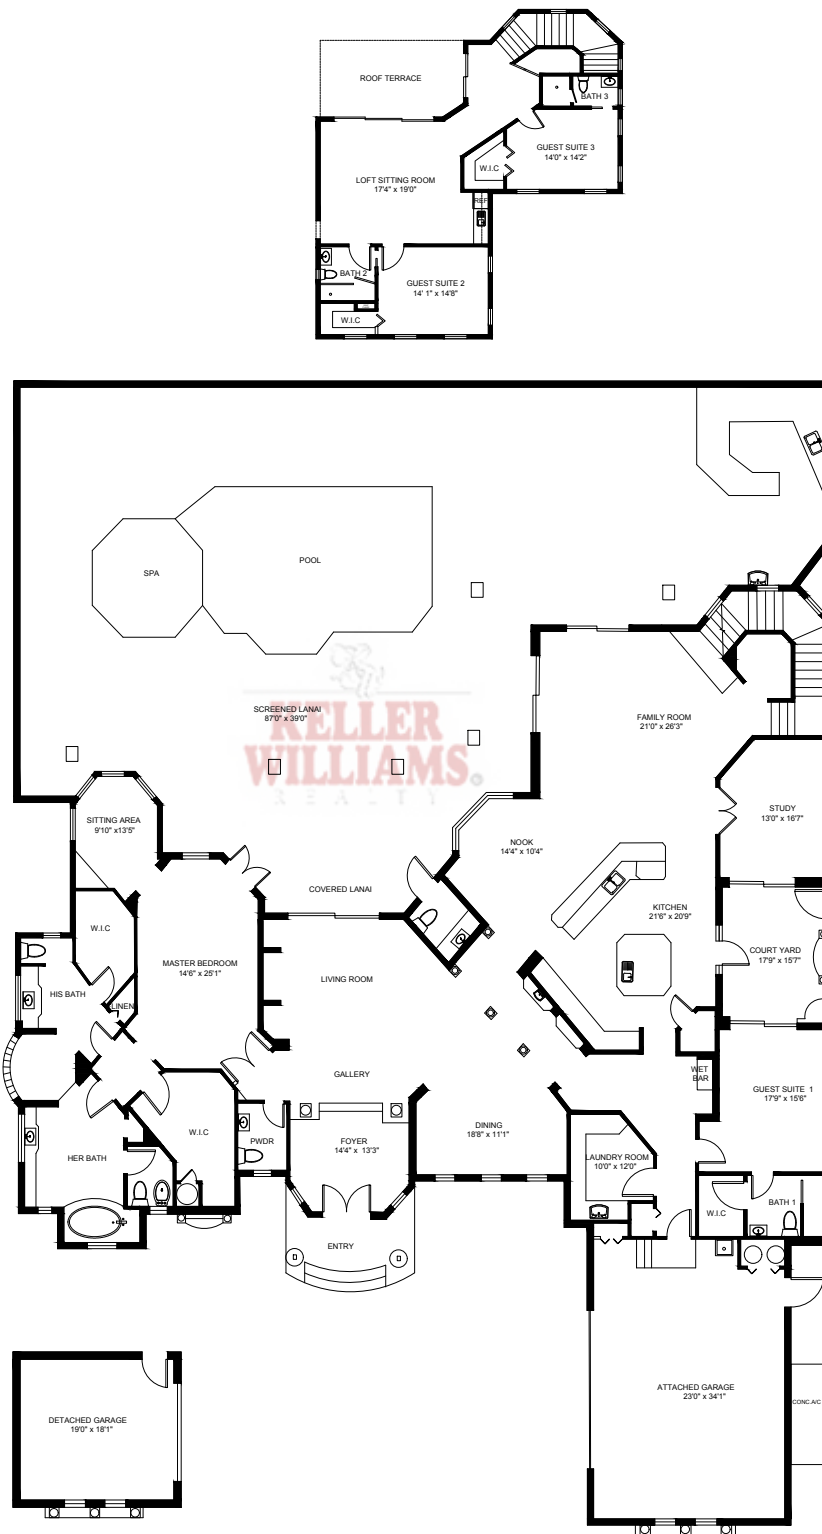 ROOF TERRACE
BATH 3
GUEST SUITE 3
14'0" x 14'2"
W.I.C
LOFT SITTING ROOM
17'4" x 19'0"
REF
BATH 2
GUEST SUITE 2
14' 1" x 14'8"
W.I.C
SPA
POOL
SCREENED LANAI
87'0" x 39'0"
KELLER
WILLIAMS
REALTY
FAMILY ROOM
21'0" x 26'3"
SITTING AREA
9'10" x13'5"
STUDY
13'0" x 16'7"
NOOK
14'4" x 10'4"
COVERED LANAI
KITCHEN
21'6" x 20'9"
W.I.C
COURT YARD
17'9" x 15'7"
MASTER BEDROOM
14'6" x 25'1"
LIVING ROOM
HIS BATH
LINEN
GALLERY
WET
BAR
GUEST SUITE 1
17'9" x 15'6"
W.I.C
PWDR
FOYER
14'4" x 13'3"
DINING
18'8" x 11'1"
HER BATH
LAUNDRY ROOM
10'0" x 12'0"
BATH 1
W.I.C
ENTRY
ATTACHED GARAGE
23'0" x 34'1"
CONC.A/C
DETACHED GARAGE
19'0" x 18'1"